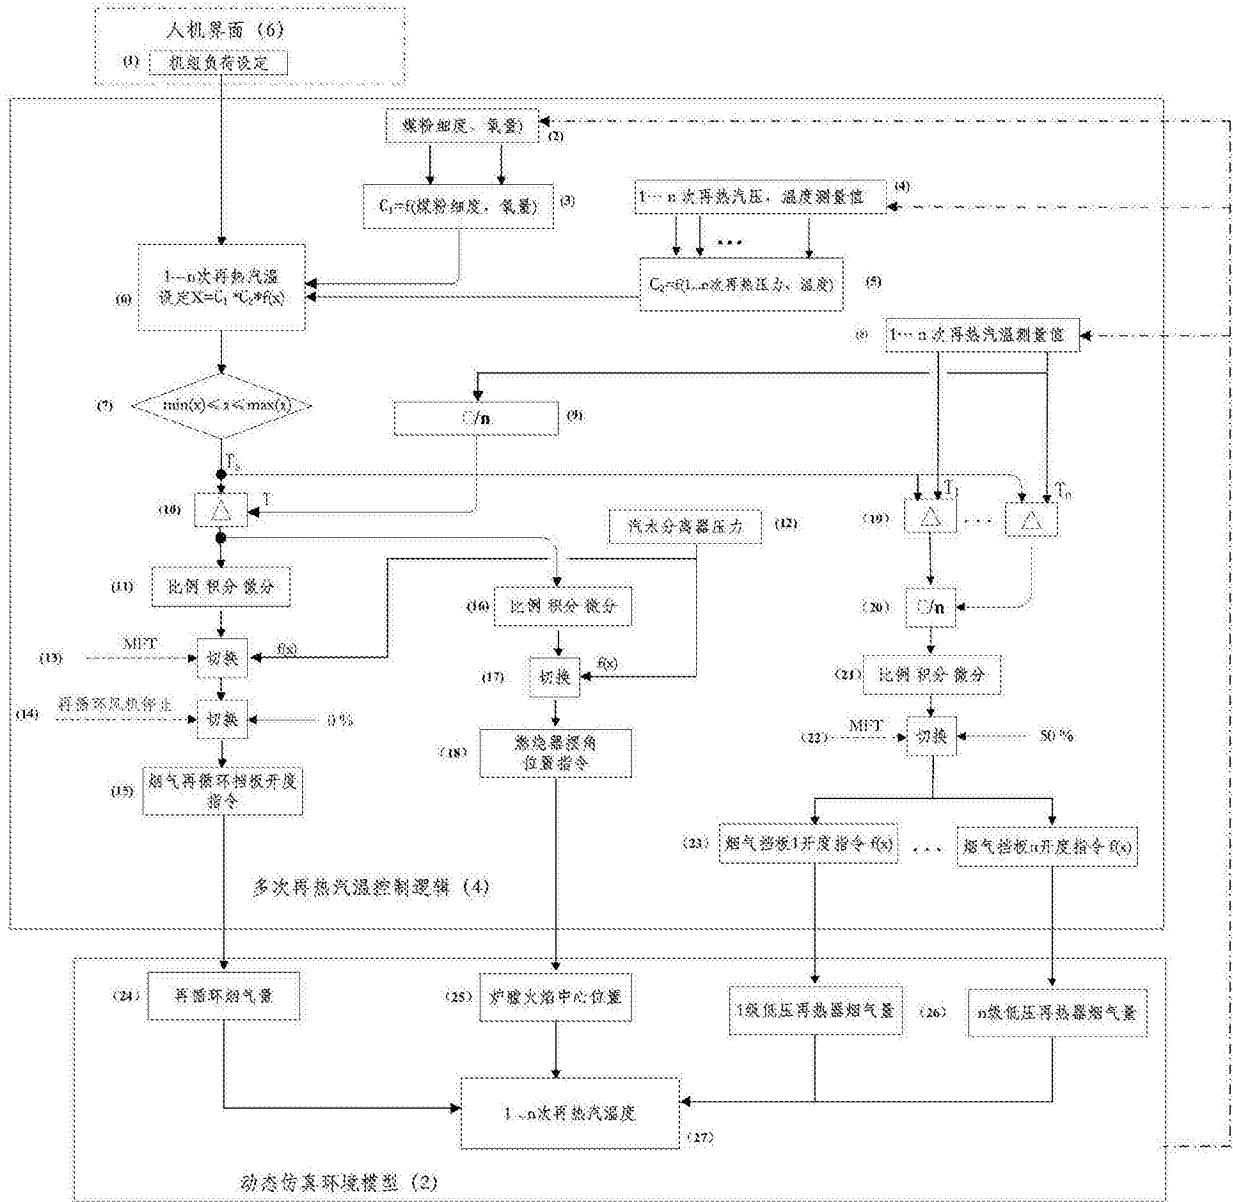 人机界面 (6)
(1) 机组负荷设定
煤粉细度、氧量)
(2)
C₁=f(煤粉细度,氧量)
(3)
1… n 次再热汽压,温度测量值
(4)
…
C₂=f(1...n次再热压力、温度)
(5)
1…n次再热汽温
设定X=C₁*C₂*f(x)
(6)
1… n 次再热汽温测量值
(7) min(x)≤x≤max(x)
□/n
(9)
T
T
T
Tₙ
(10) △
汽水分离器压力 (12)
(19) △ … △
(11) 比例 积分 微分
(16) 比例 积分 微分
(20) □/n
(13) MFT 切换 f(x)
(17) 切换 f(x)
(21) 比例 积分 微分
(14) 再循环风机停止 切换 0%
(22) MFT 切换 50%
(18) 燃烧器摆角
位置指令
(15) 烟气再循环挡板开度
指令
(23) 烟气挡板1开度指令 f(x) … 烟气挡板n开度指令 f(x)
多次再热汽温控制逻辑 (4)
(24) 再循环烟气量
(25) 炉膛火焰中心位置
1级低压再热器烟气量 (26) n级低压再热器烟气量
1...n次再热汽温度
(27)
动态仿真环境模型 (2)